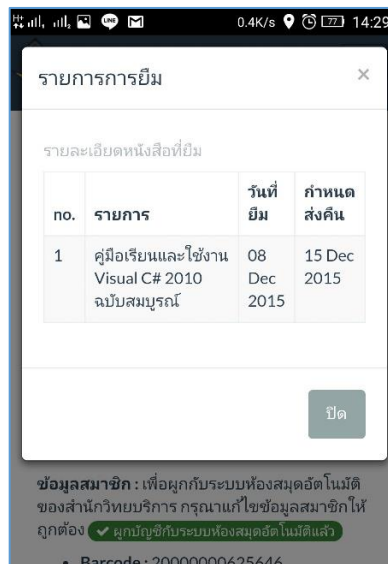 0.4K/s 77 14:29
รายการการยืม ×
รายละเอียดหนังสือที่ยืม
no. รายการ วันที่ยืม กำหนดส่งคืน
1 คู่มือเรียนและใช้งาน Visual C# 2010 ฉบับสมบูรณ์ 08 Dec 2015 15 Dec 2015
ปิด
ข้อมูลสมาชิก : เพื่อผูกกับระบบห้องสมุดอัตโนมัติ
ของสำนักวิทยบริการ กรุณาแก้ไขข้อมูลสมาชิกให้
ถูกต้อง ✔ ผูกบัญชีกับระบบห้องสมุดอัตโนมัติแล้ว
• Barcode : 20000000625646